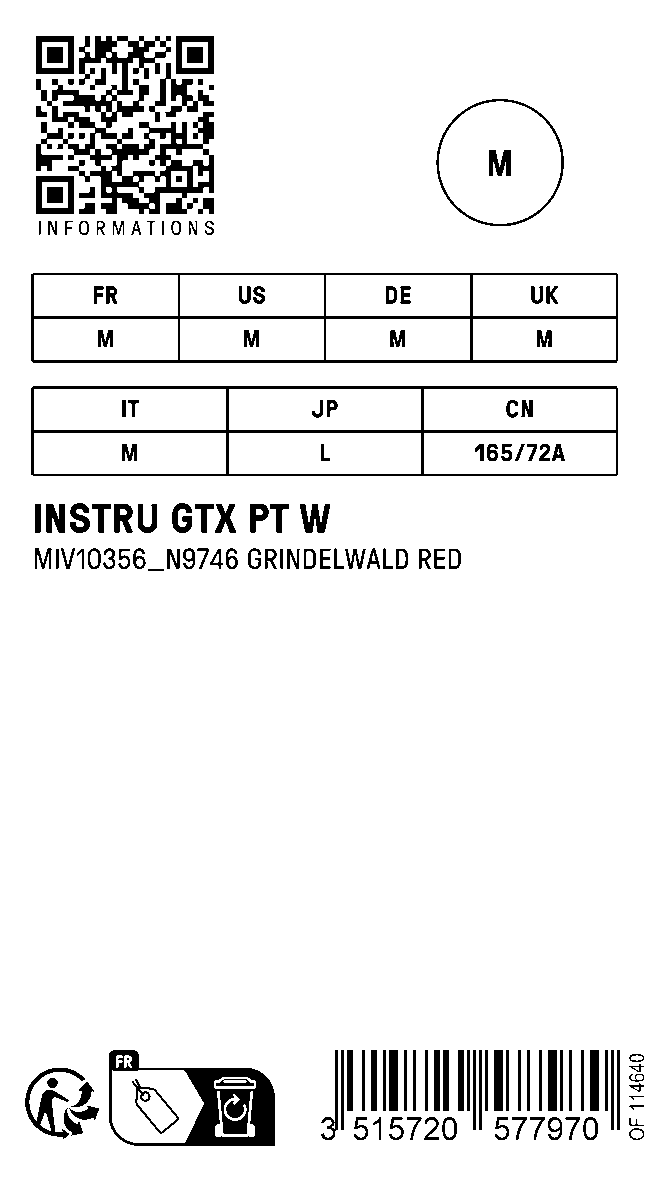 INFORMATIONS
M
FR US DE UK
M M M M
IT JP CN
M L 165/72A
INSTRU GTX PT W
MIV10356_N9746 GRINDELWALD RED
FR
3 515720 577970
OF 114640